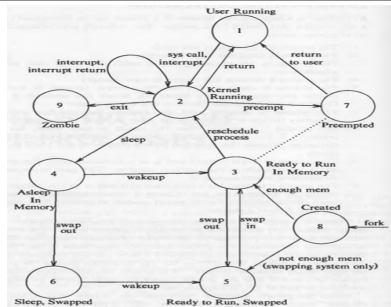 User Running
1
interrupt,
interrupt return
sys call,
interrupt
return
return
to user
2
Kernel
Running
9
Zombie
exit
preempt
7
Preempted
sleep
reschedule
process
4
Asleep
In
Memory
wakeup
3
Ready to Run
In Memory
enough mem
Created
8
fork
swap
out
swap
out
swap
in
not enough mem
(swapping system only)
6
Sleep, Swapped
wakeup
5
Ready to Run, Swapped